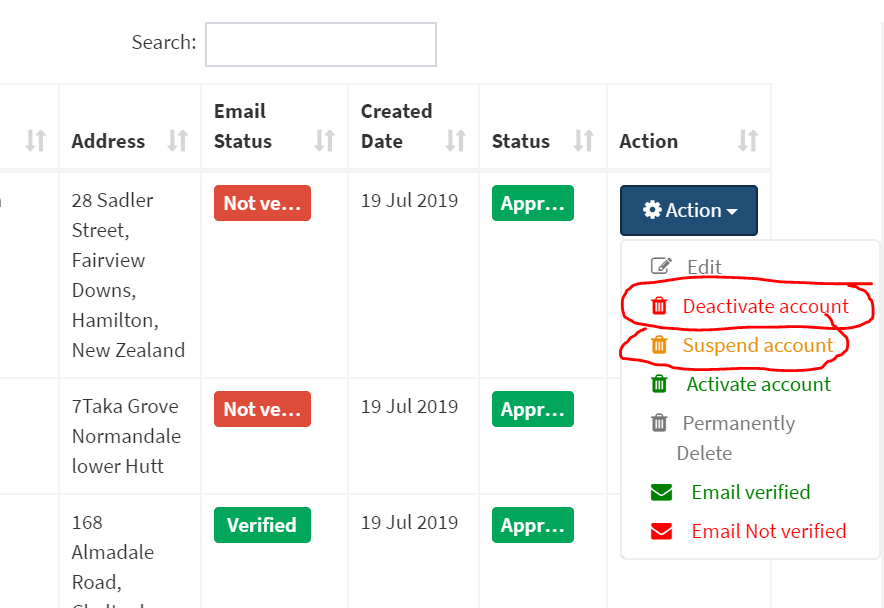 Search:
Address
Email
Status
Created
Date
Status
Action
28 Sadler
Street,
Fairview
Downs,
Hamilton,
New Zealand
Not ve...
19 Jul 2019
Appr...
Action
Edit
Deactivate account
Suspend account
Activate account
Permanently
Delete
Email verified
Email Not verified
7Taka Grove
Normandale
lower Hutt
Not ve...
19 Jul 2019
Appr...
168
Almadale
Road,
Verified
19 Jul 2019
Appr...